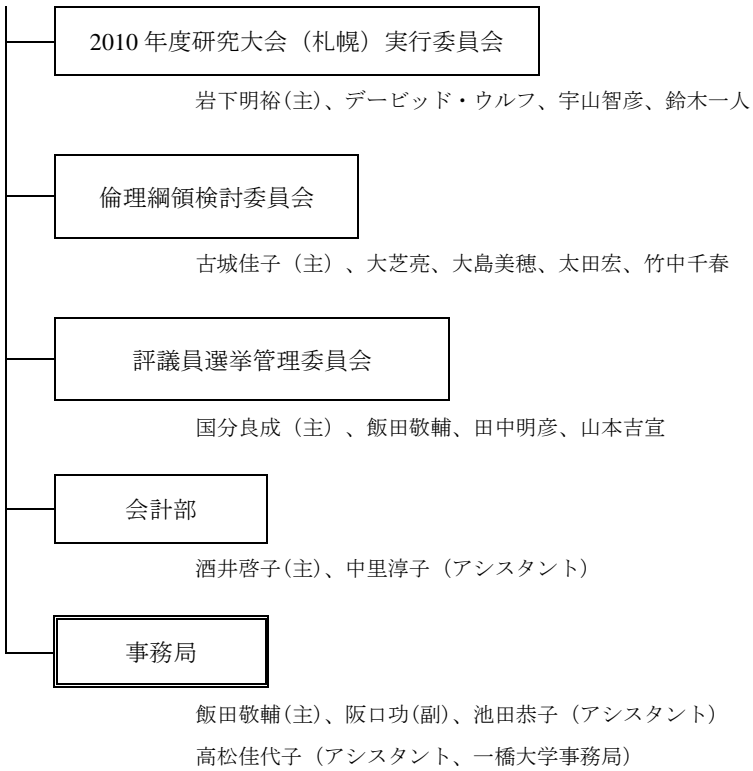 2010 年度研究大会（札幌）実行委員会
岩下明裕(主)、デービッド・ウルフ、宇山智彦、鈴木一人
倫理綱領検討委員会
古城佳子（主）、大芝亮、大島美穂、太田宏、竹中千春
評議員選挙管理委員会
国分良成（主）、飯田敬輔、田中明彦、山本吉宣
会計部
酒井啓子(主)、中里淳子（アシスタント）
事務局
飯田敬輔(主)、阪口功(副)、池田恭子（アシスタント）
高松佳代子（アシスタント、一橋大学事務局）